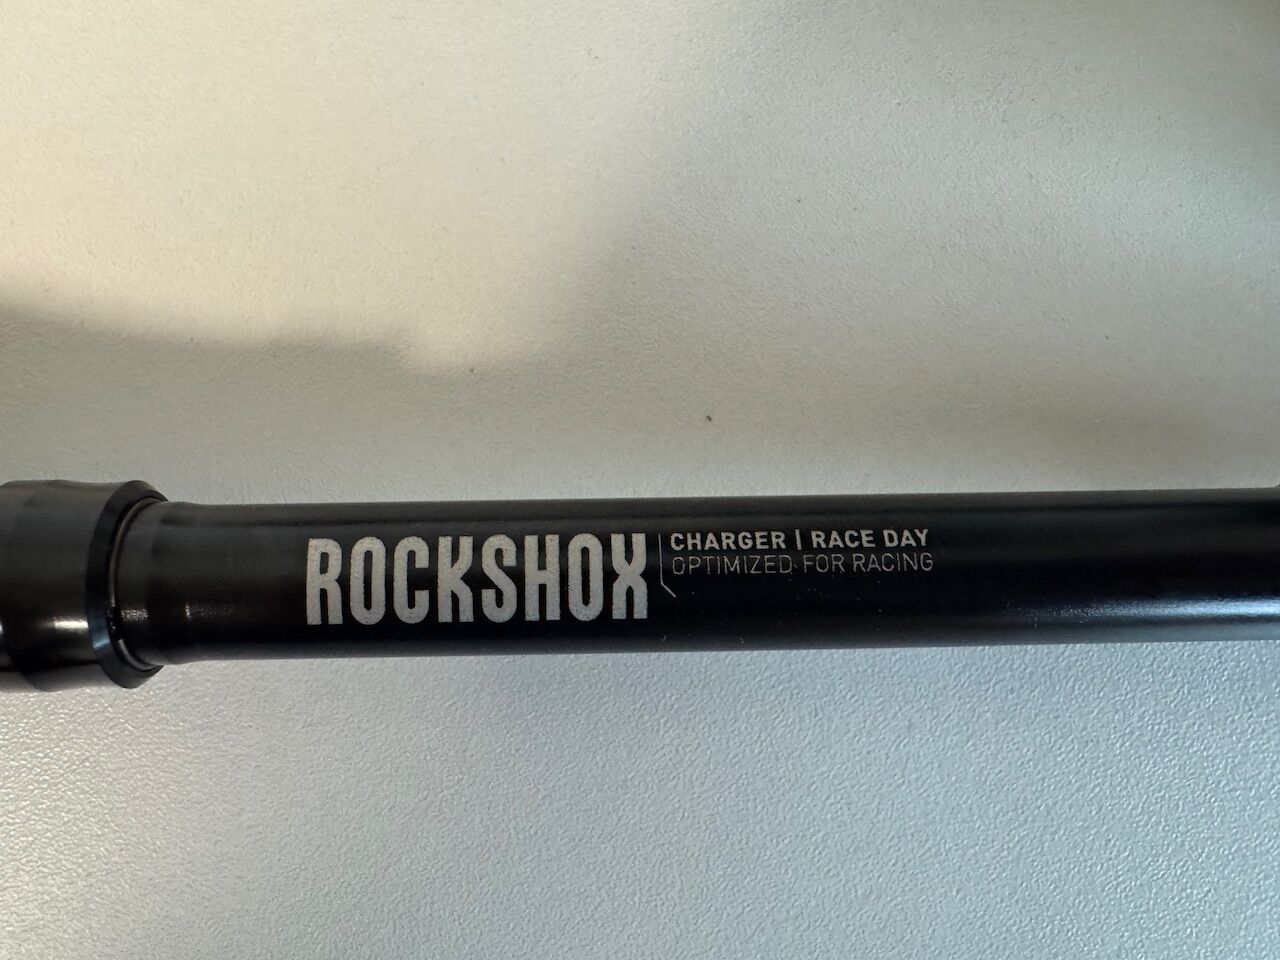 ROCKSHOX
CHARGER | RACE DAY
OPTIMIZED FOR RACING